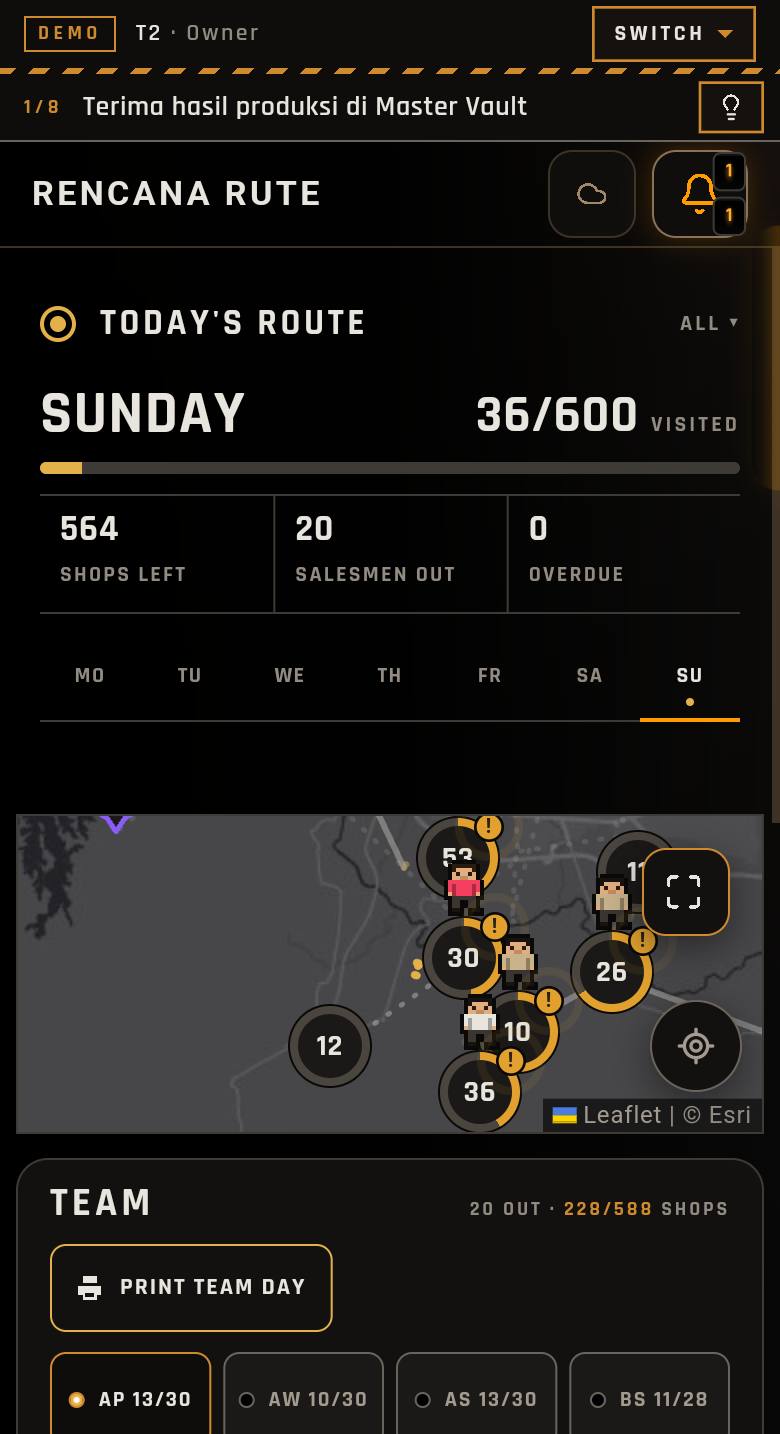 DEMO T2 · Owner SWITCH
1/8 Terima hasil produksi di Master Vault
RENCANA RUTE 1
1
TODAY'S ROUTE ALL ▾
SUNDAY 36/600 VISITED
564 20 0
SHOPS LEFT SALESMEN OUT OVERDUE
MO TU WE TH FR SA SU
!
53
!
!
30 26
!
12 10
!
36
Leaflet | © Esri
TEAM 20 OUT · 228/588 SHOPS
PRINT TEAM DAY
AP 13/30 AW 10/30 AS 13/30 BS 11/28